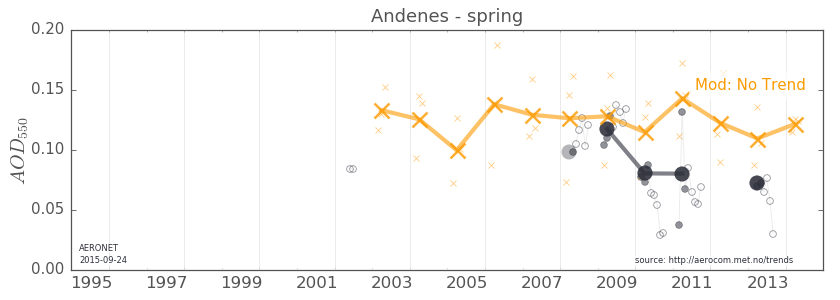 Andenes - spring
0.20
0.15
0.10
0.05
0.00
AOD550
Mod: No Trend
AERONET
2015-09-24
source: http://aerocom.met.no/trends
1995 1997 1999 2001 2003 2005 2007 2009 2011 2013